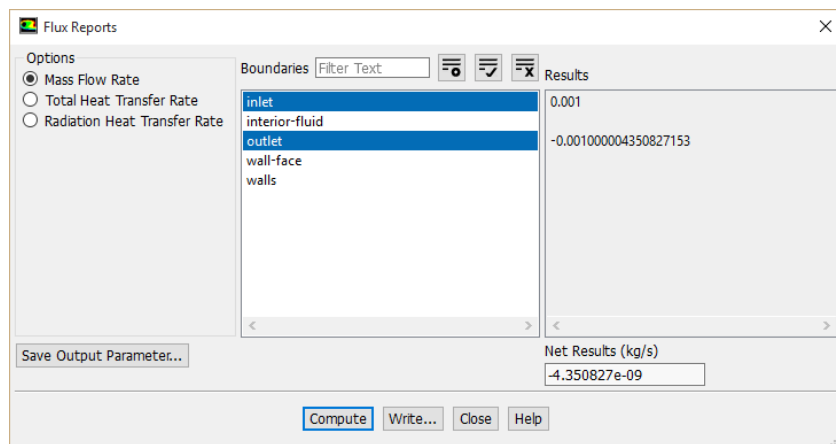 Flux Reports
Options
Mass Flow Rate
Total Heat Transfer Rate
Radiation Heat Transfer Rate
Save Output Parameter...
Boundaries Filter Text
inlet
interior-fluid
outlet
wall-face
walls
Results
0.001
-0.001000004350827153
Net Results (kg/s)
-4.350827e-09
Compute Write... Close Help